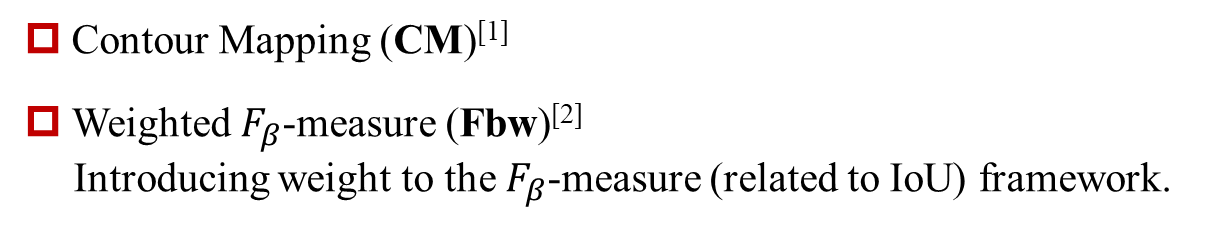 Contour Mapping (CM)[1]
Weighted Fβ-measure (Fbw)[2]
Introducing weight to the Fβ-measure (related to IoU) framework.